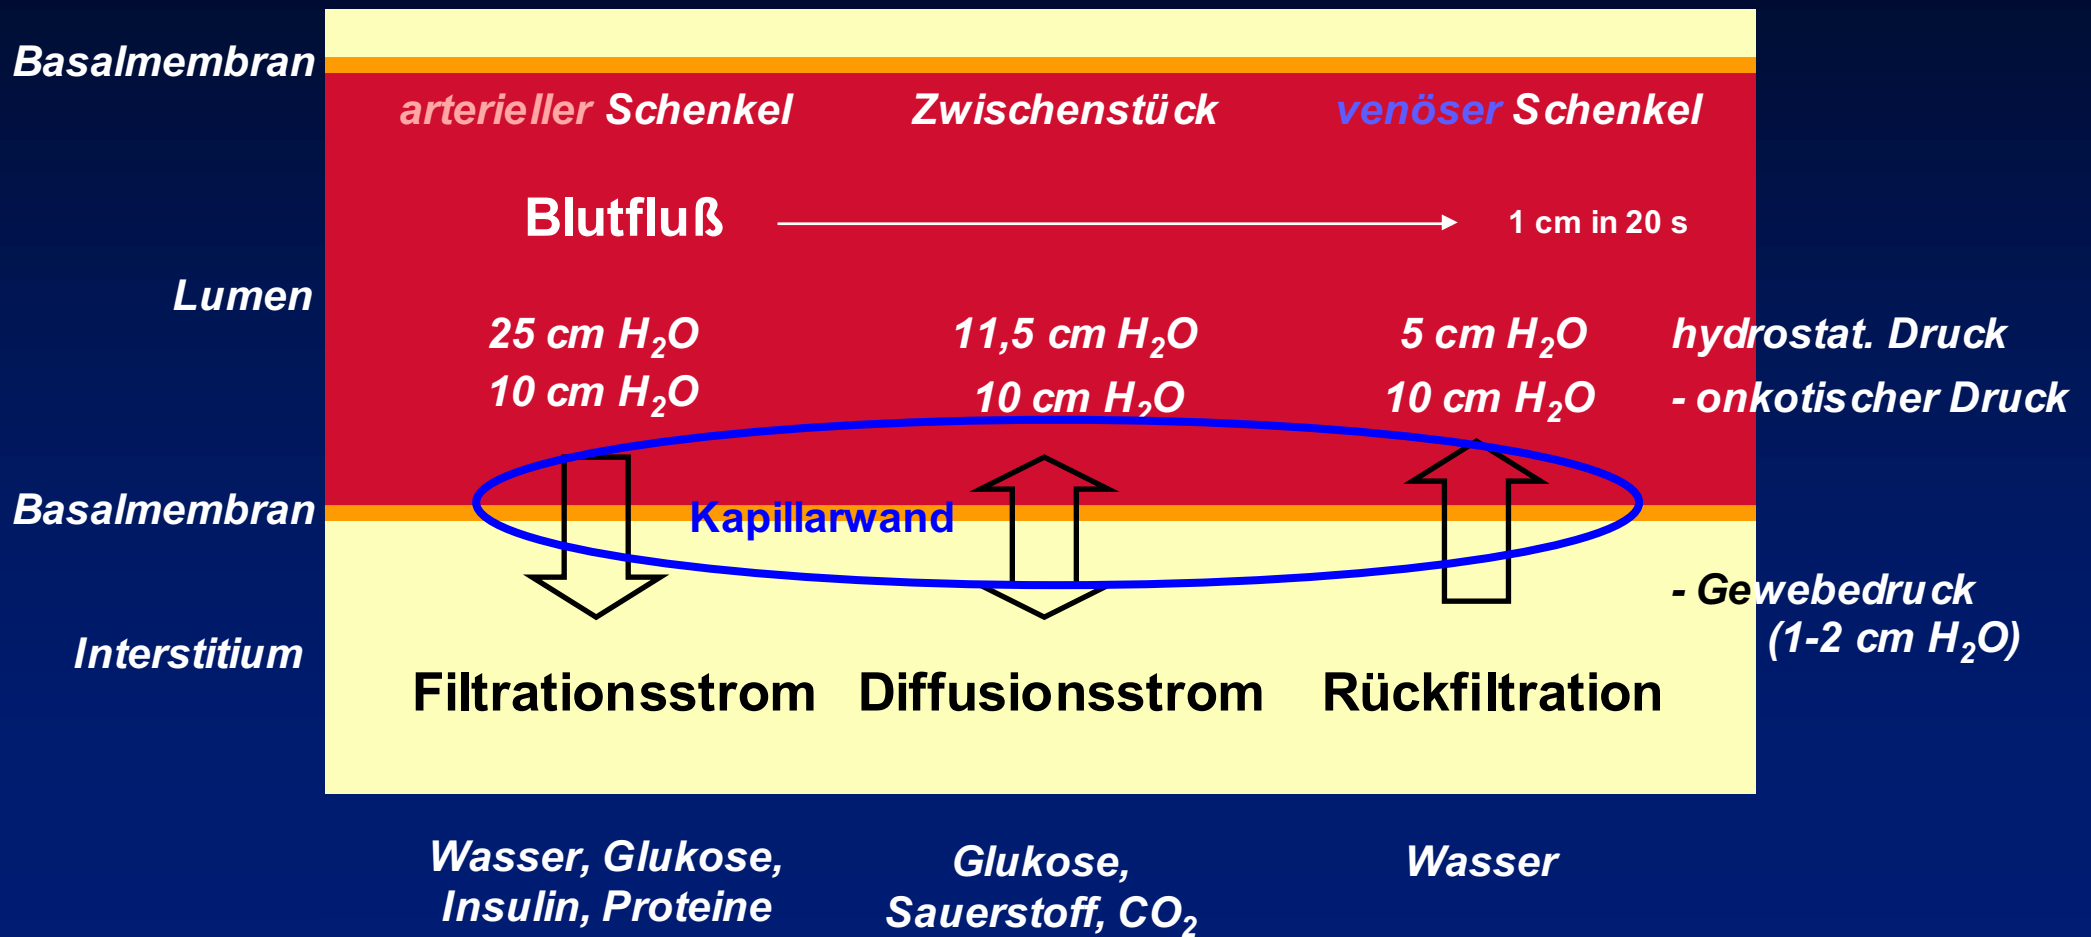 Basalmembran
arterieller Schenkel
Zwischenstück
venöser Schenkel
Blutfluß
1 cm in 20 s
Lumen
25 cm H₂O
11,5 cm H₂O
5 cm H₂O
hydrostat. Druck
10 cm H₂O
10 cm H₂O
10 cm H₂O
- onkotischer Druck
Basalmembran
Kapillarwand
- Gewebedruck
(1-2 cm H₂O)
Interstitium
Filtrationsstrom
Diffusionsstrom
Rückfiltration
Wasser, Glukose,
Insulin, Proteine
Glukose,
Sauerstoff, CO₂
Wasser